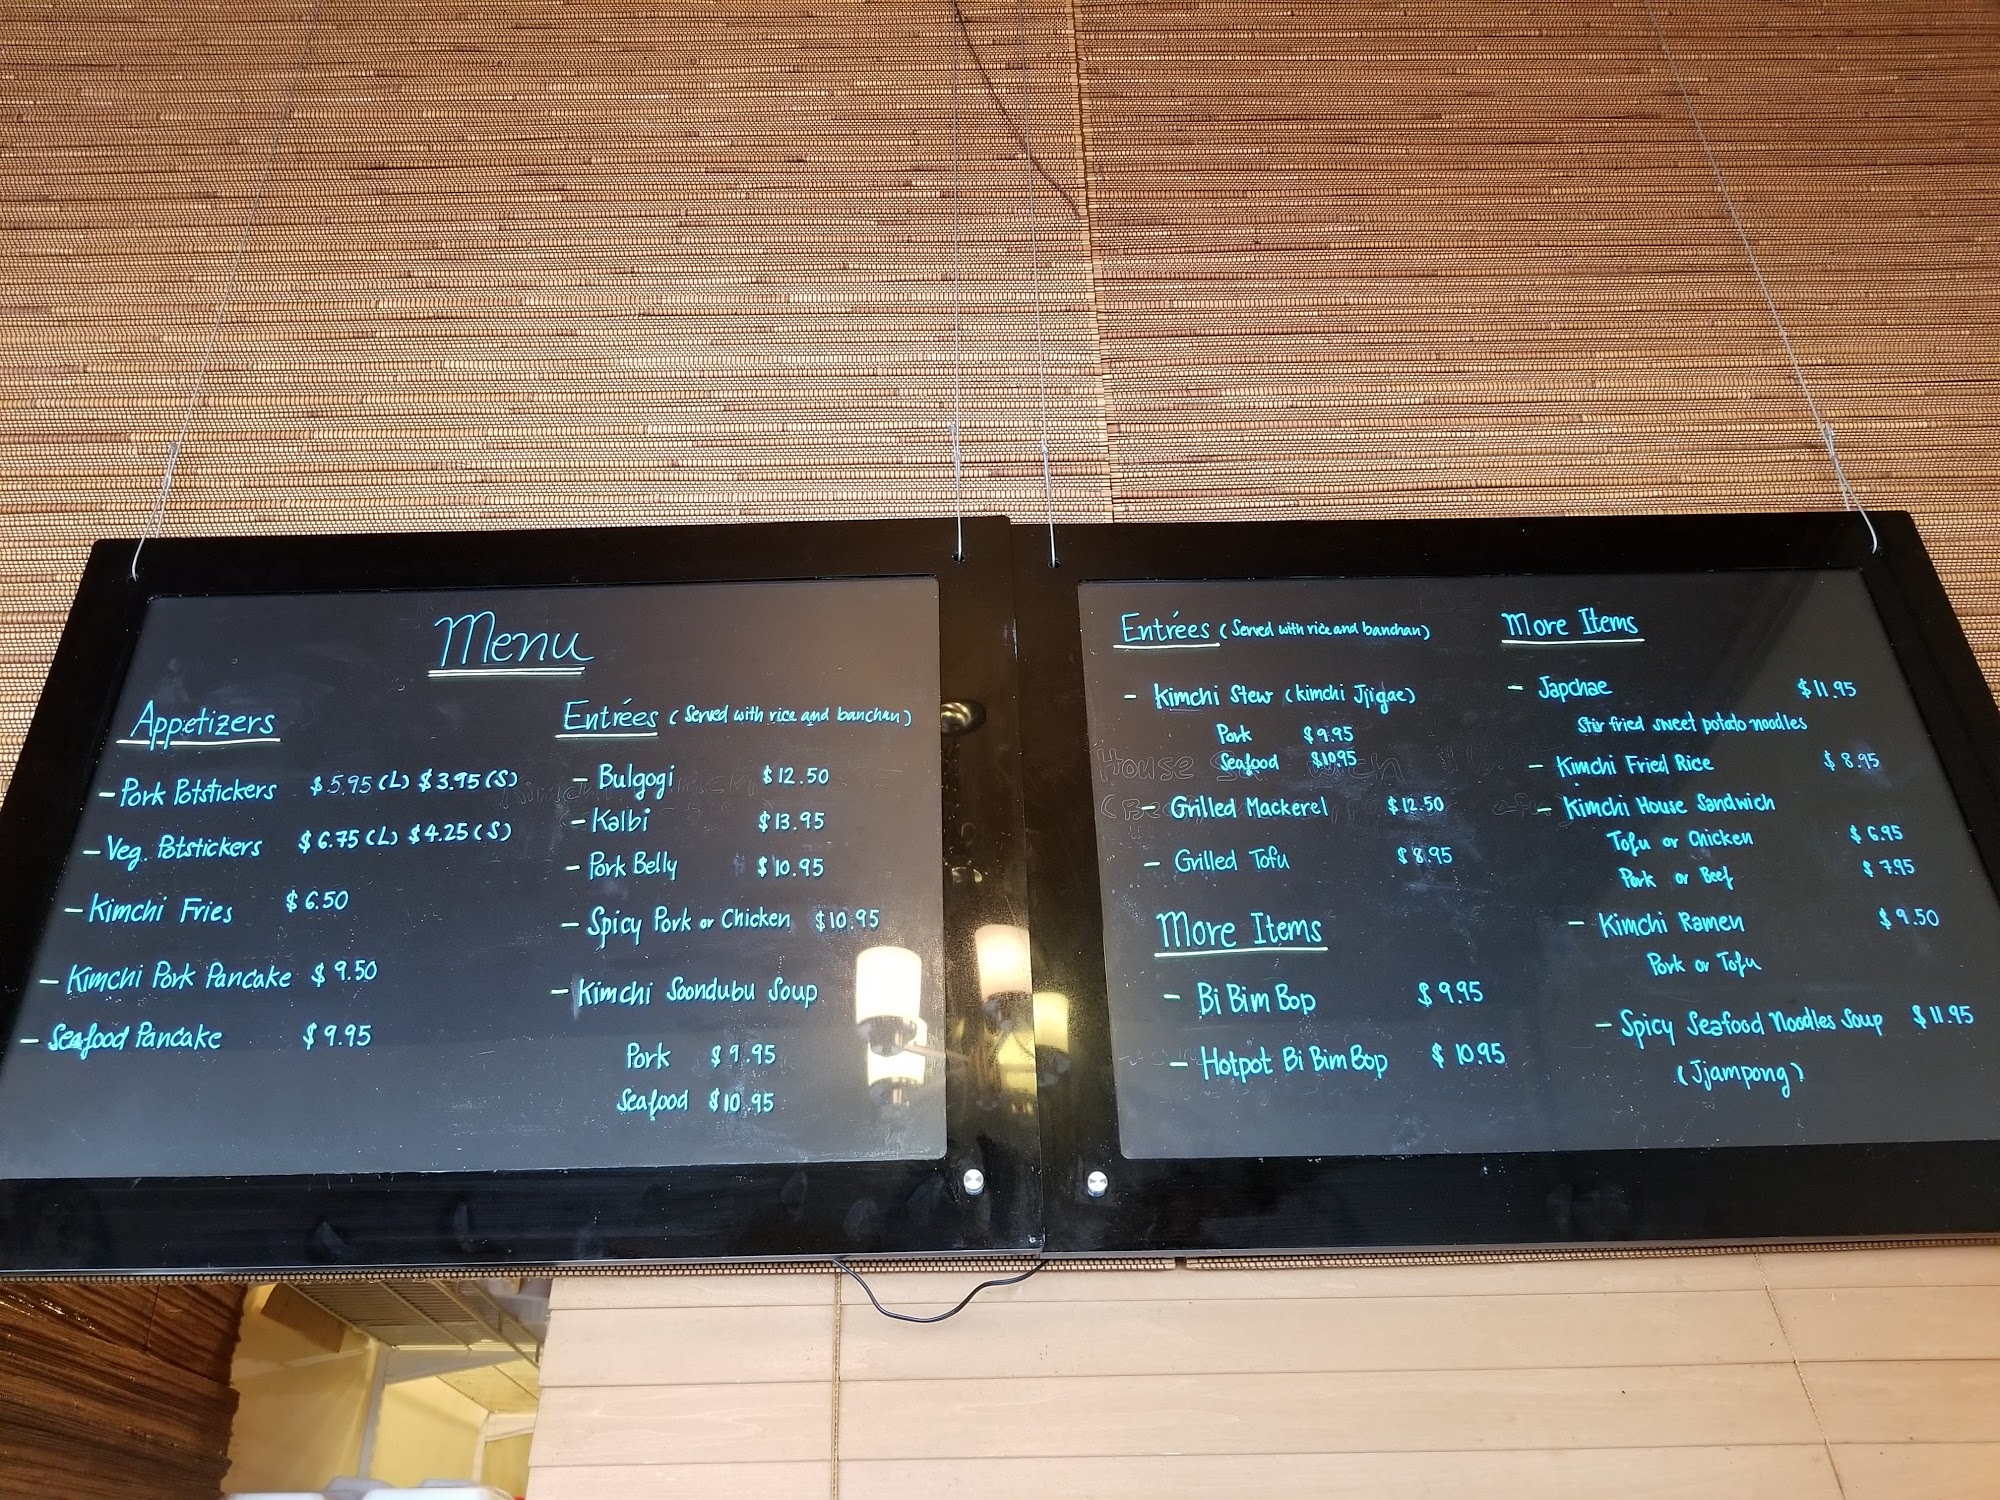 Menu
Appetizers
- Pork Potstickers $5.95 (L) $3.95 (S)
- Veg. Potstickers $6.75 (L) $4.25 (S)
- Kimchi Fries $6.50
- Kimchi Pork Pancake $9.50
- Seafood Pancake $9.95
Entrées (Served with rice and banchan)
- Bulgogi $12.50
- Kalbi $13.95
- Pork Belly $10.95
- Spicy Pork or Chicken $10.95
- Kimchi Soondubu Soup
Pork $9.95
Seafood $10.95
Entrées (Served with rice and banchan)
- Kimchi Stew (kimchi Jjigae)
Pork $9.95
Seafood $10.95
- Grilled Mackerel $12.50
- Grilled Tofu $8.95
More Items
- Bi Bim Bop $9.95
- Hotpot Bi Bim Bop $10.95
More Items
- Japchae $11.95
Stir fried sweet potato noodles
- Kimchi Fried Rice $8.95
- Kimchi House Sandwich
Tofu or Chicken $6.95
Pork or Beef $7.95
- Kimchi Ramen $9.50
Pork or Tofu
- Spicy Seafood Noodles Soup $11.95
(Jjampong)